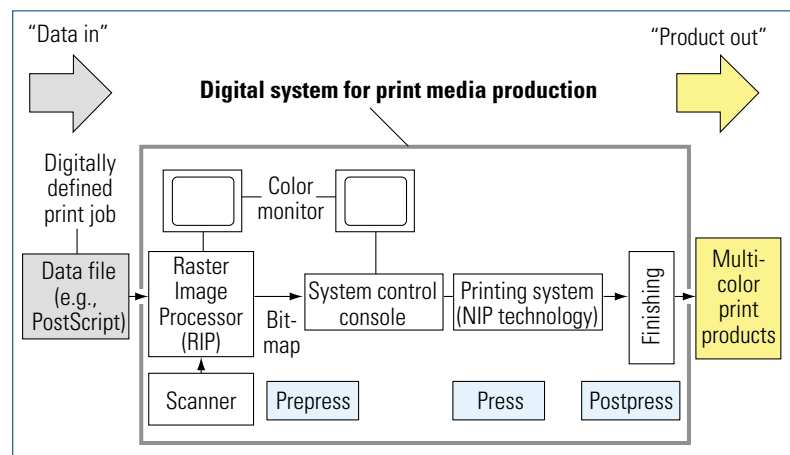 “Data in”
“Product out”
Digital system for print media production
Digitally
defined
print job
Color
monitor
Data file
(e.g.,
PostScript)
Raster
Image
Processor
(RIP)
Bit-
map
System control
console
Printing system
(NIP technology)
Finishing
Multi-
color
print
products
Scanner
Prepress
Press
Postpress